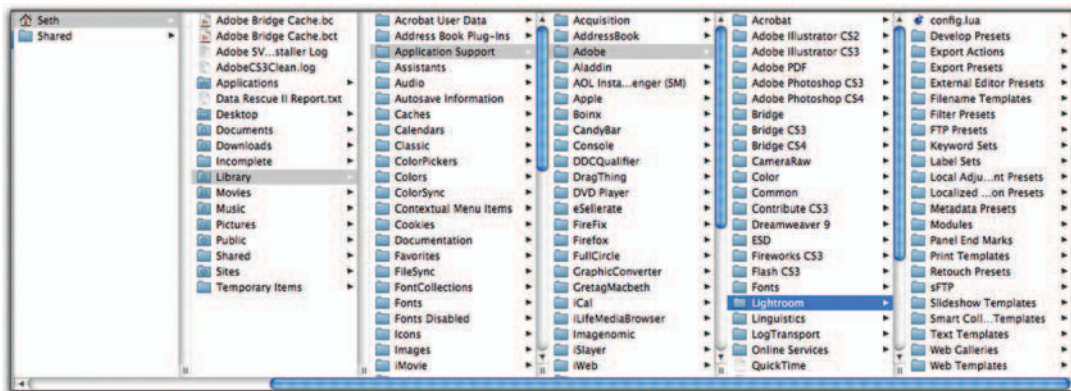 Seth
Shared
Adobe Bridge Cache.bc
Adobe Bridge Cache.bct
Adobe SV...staller Log
AdobeCS3Clean.log
Applications
Data Rescue II Report.txt
Desktop
Documents
Downloads
Incomplete
Library
Movies
Music
Pictures
Public
Shared
Sites
Temporary Items
Acrobat User Data
Address Book Plug-Ins
Application Support
Assistants
Audio
Autosave Information
Caches
Calendars
Classic
ColorPickers
Colors
ColorSync
Contextual Menu Items
Cookies
Documentation
Favorites
FileSync
FontCollections
Fonts
Fonts Disabled
Icons
Images
iMovie
Acquisition
AddressBook
Adobe
Aladdin
AOL Insta...enger (SM)
Apple
Boinx
CandyBar
Console
DDCQualifier
DragThing
DVD Player
eSellerate
FireFix
Firefox
FullCircle
GraphicConverter
GretagMacbeth
iCal
iLifeMediaBrowser
Imagenomic
iSlayer
iWeb
Acrobat
Adobe Illustrator CS2
Adobe Illustrator CS3
Adobe PDF
Adobe Photoshop CS3
Adobe Photoshop CS4
Bridge
Bridge CS3
Bridge CS4
CameraRaw
Color
Common
Contribute CS3
Dreamweaver 9
ESD
Fireworks CS3
Flash CS3
Fonts
Lightroom
Linguistics
LogTransport
Online Services
QuickTime
config.lua
Develop Presets
Export Actions
Export Presets
External Editor Presets
Filename Templates
Filter Presets
FTP Presets
Keyword Sets
Label Sets
Local Adju...nt Presets
Localized ...on Presets
Metadata Presets
Modules
Panel End Marks
Print Templates
Retouch Presets
sFTP
Slideshow Templates
Smart Coll...Templates
Text Templates
Web Galleries
Web Templates